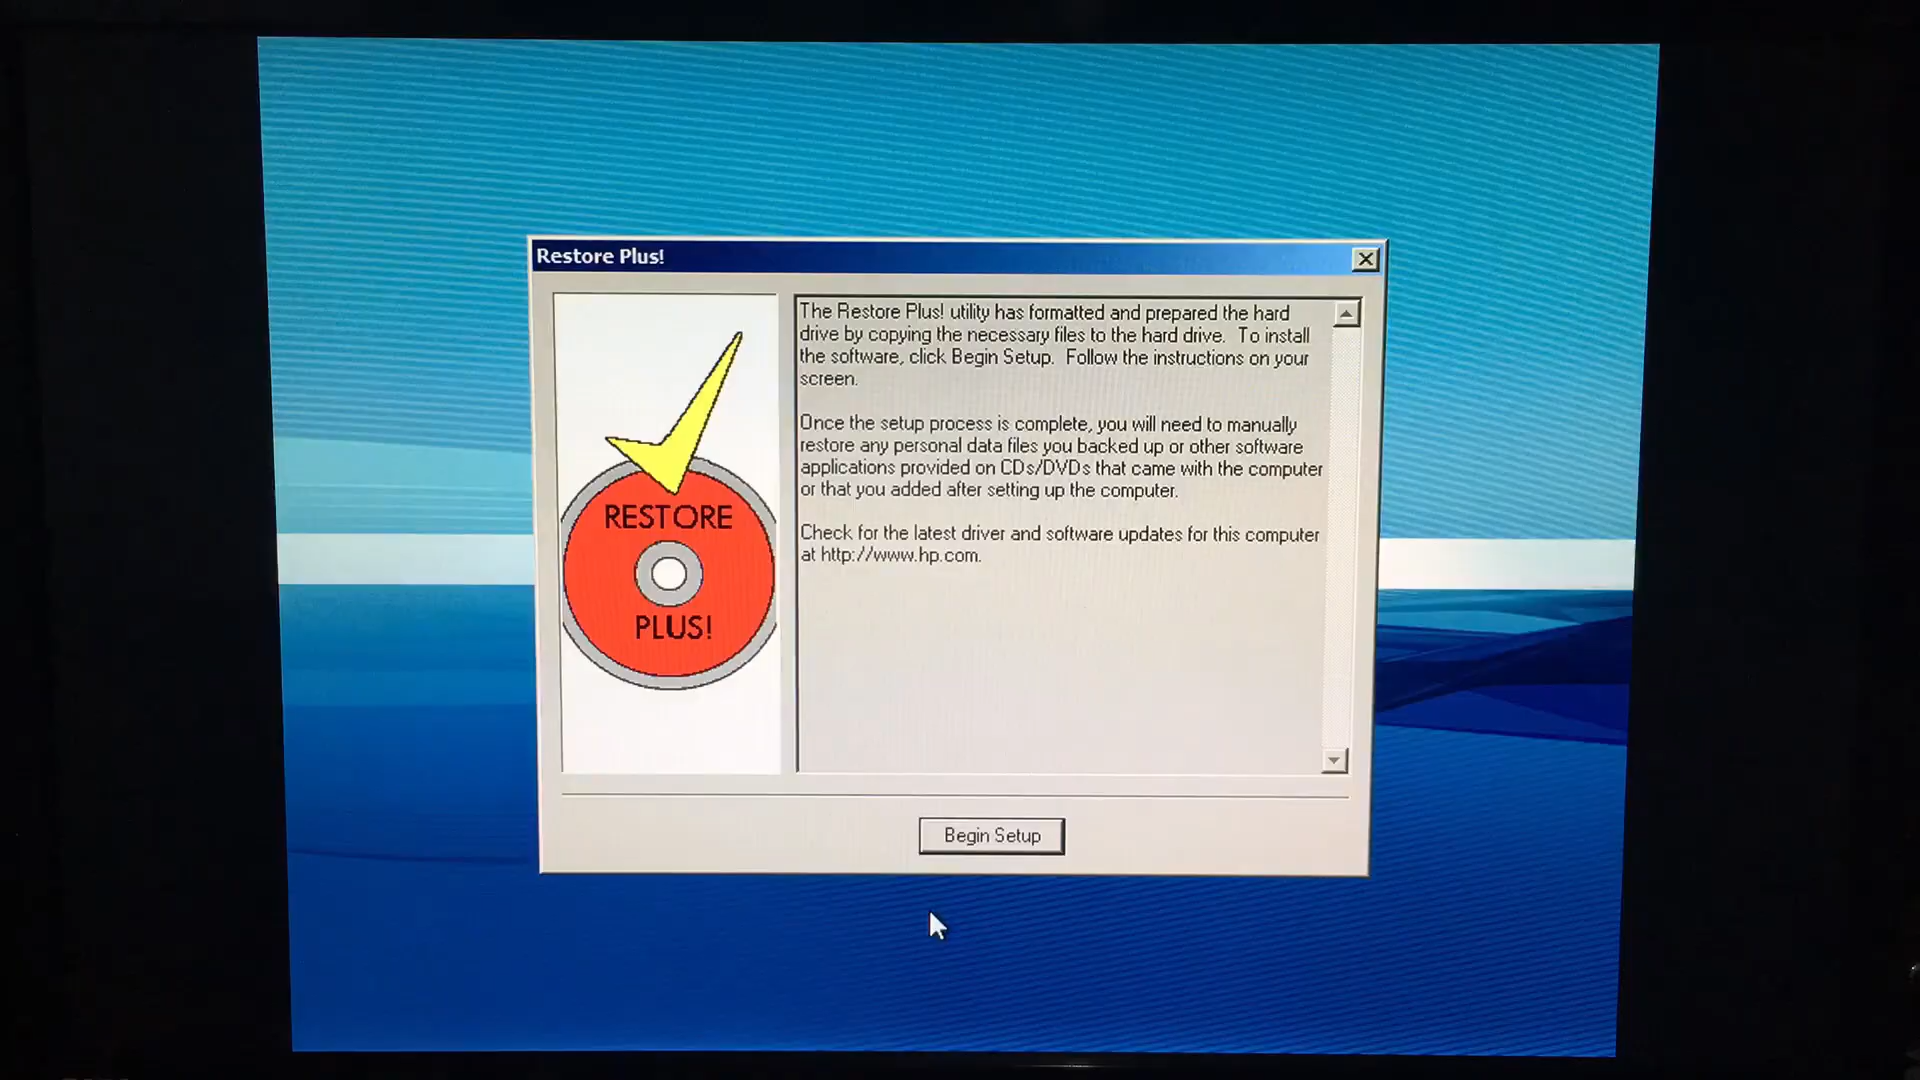 Restore Plus!
The Restore Plus! utility has formatted and prepared the hard
drive by copying the necessary files to the hard drive.  To install
the software, click Begin Setup.  Follow the instructions on your
screen.
Once the setup process is complete, you will need to manually
restore any personal data files you backed up or other software
applications provided on CDs/DVDs that came with the computer
or that you added after setting up the computer.
Check for the latest driver and software updates for this computer
at http://www.hp.com.
RESTORE
PLUS!
Begin Setup